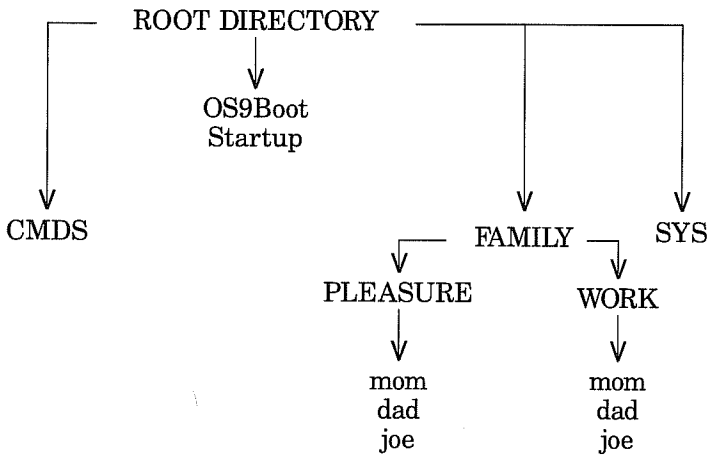 ROOT DIRECTORY
OS9Boot
Startup
CMDS
FAMILY
SYS
PLEASURE
WORK
mom
dad
joe
mom
dad
joe